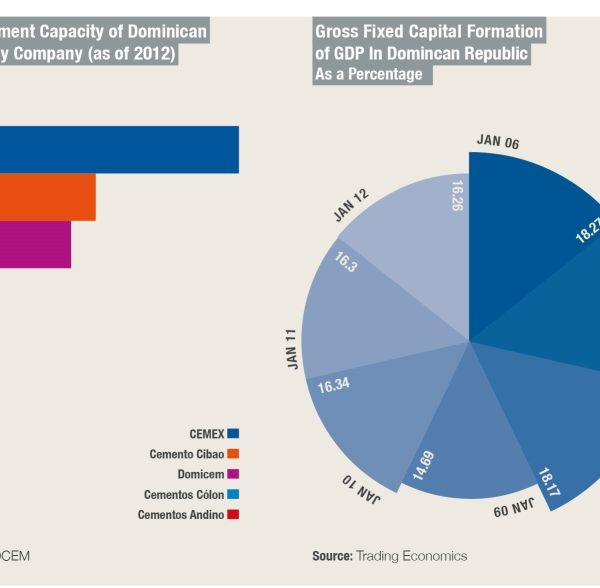 ment Capacity of Dominican
y Company (as of 2012)
CEMEX
Cemento Cibao
Domicem
Cementos Cólon
Cementos Andino
OCEM
Gross Fixed Capital Formation
of GDP In Domincan Republic
As a Percentage
JAN 06
18.27
18.17
JAN 09
14.69
JAN 10
16.34
JAN 11
16.3
JAN 12
16.26
Source: Trading Economics